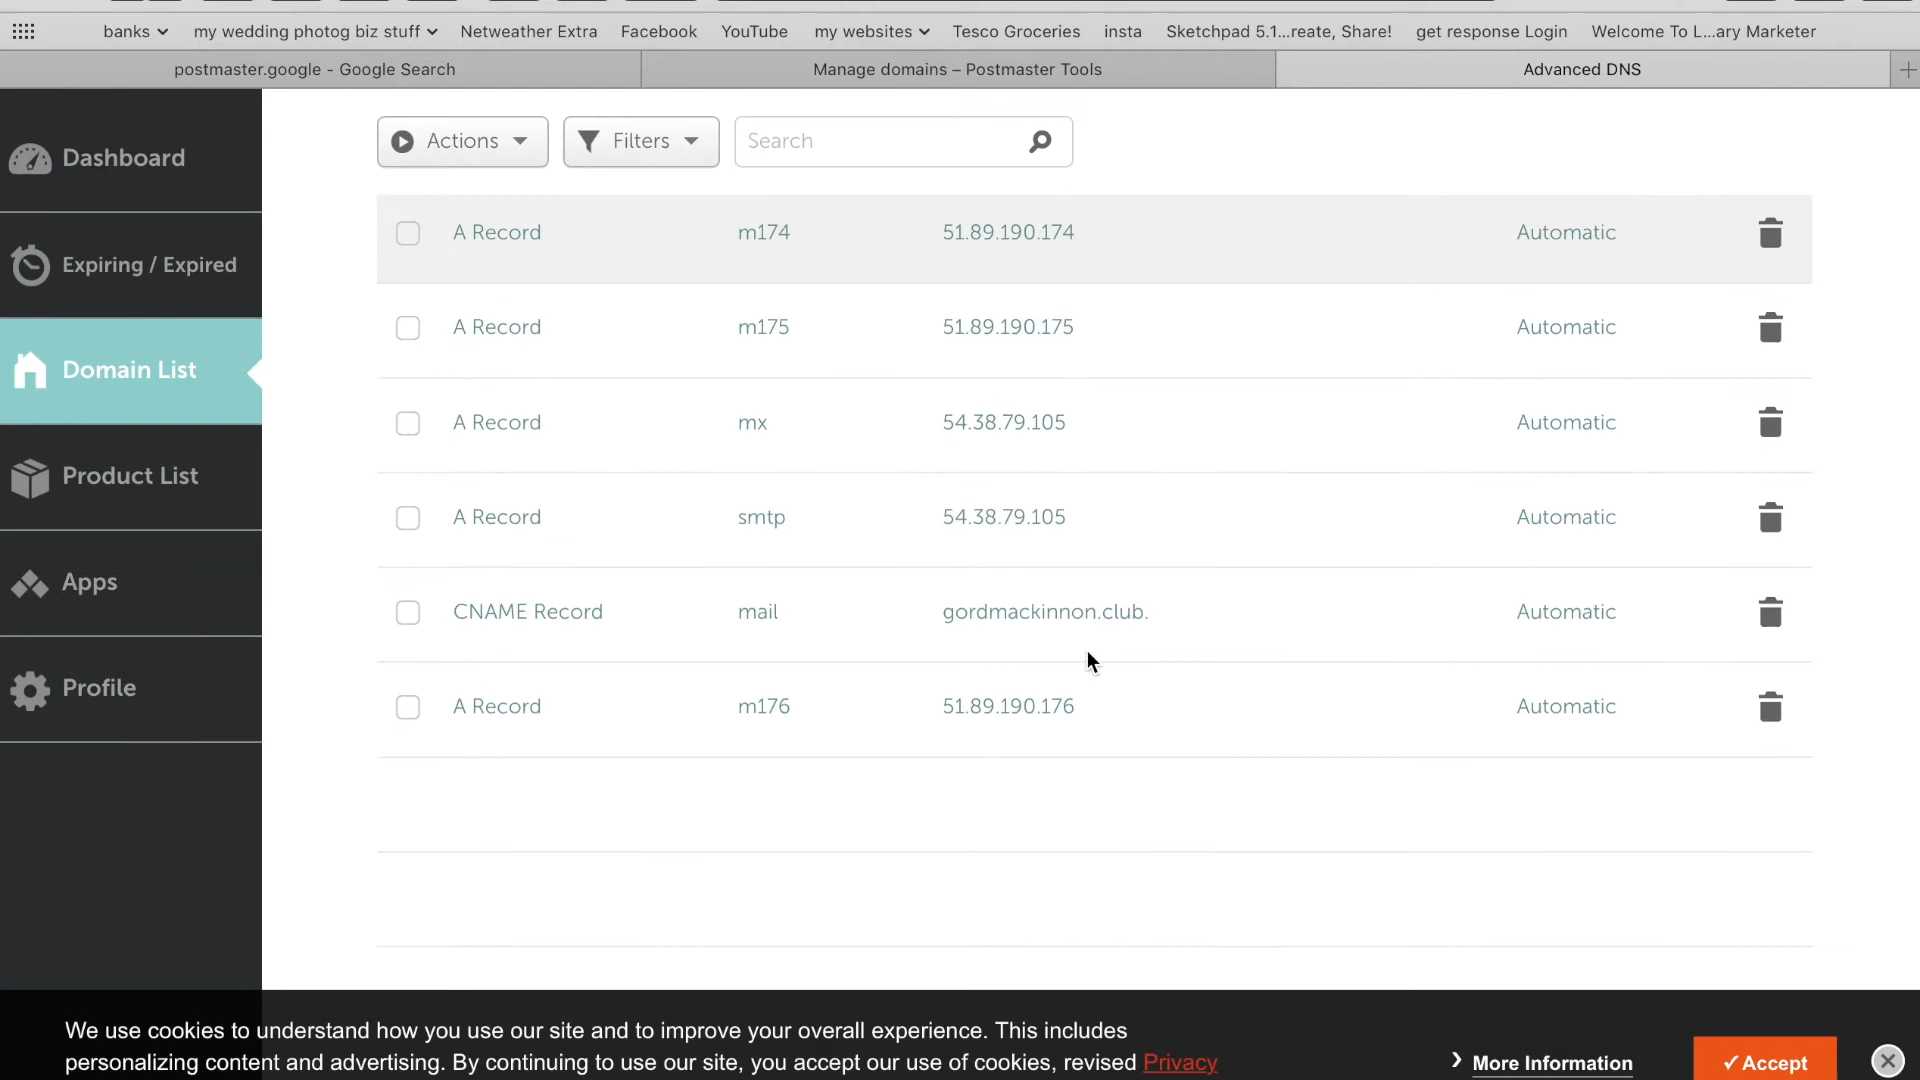 banks my wedding photog biz stuff Netweather Extra Facebook YouTube my websites Tesco Groceries insta Sketchpad 5.1...reate, Share! get response Login Welcome To L...ary Marketer
postmaster.google - Google Search Manage domains – Postmaster Tools Advanced DNS
Dashboard
Expiring / Expired
Domain List
Product List
Apps
Profile
Actions Filters Search
A Record m174 51.89.190.174 Automatic
A Record m175 51.89.190.175 Automatic
A Record mx 54.38.79.105 Automatic
A Record smtp 54.38.79.105 Automatic
CNAME Record mail gordmackinnon.club. Automatic
A Record m176 51.89.190.176 Automatic
We use cookies to understand how you use our site and to improve your overall experience. This includes
personalizing content and advertising. By continuing to use our site, you accept our use of cookies, revised Privacy
More Information ✓Accept